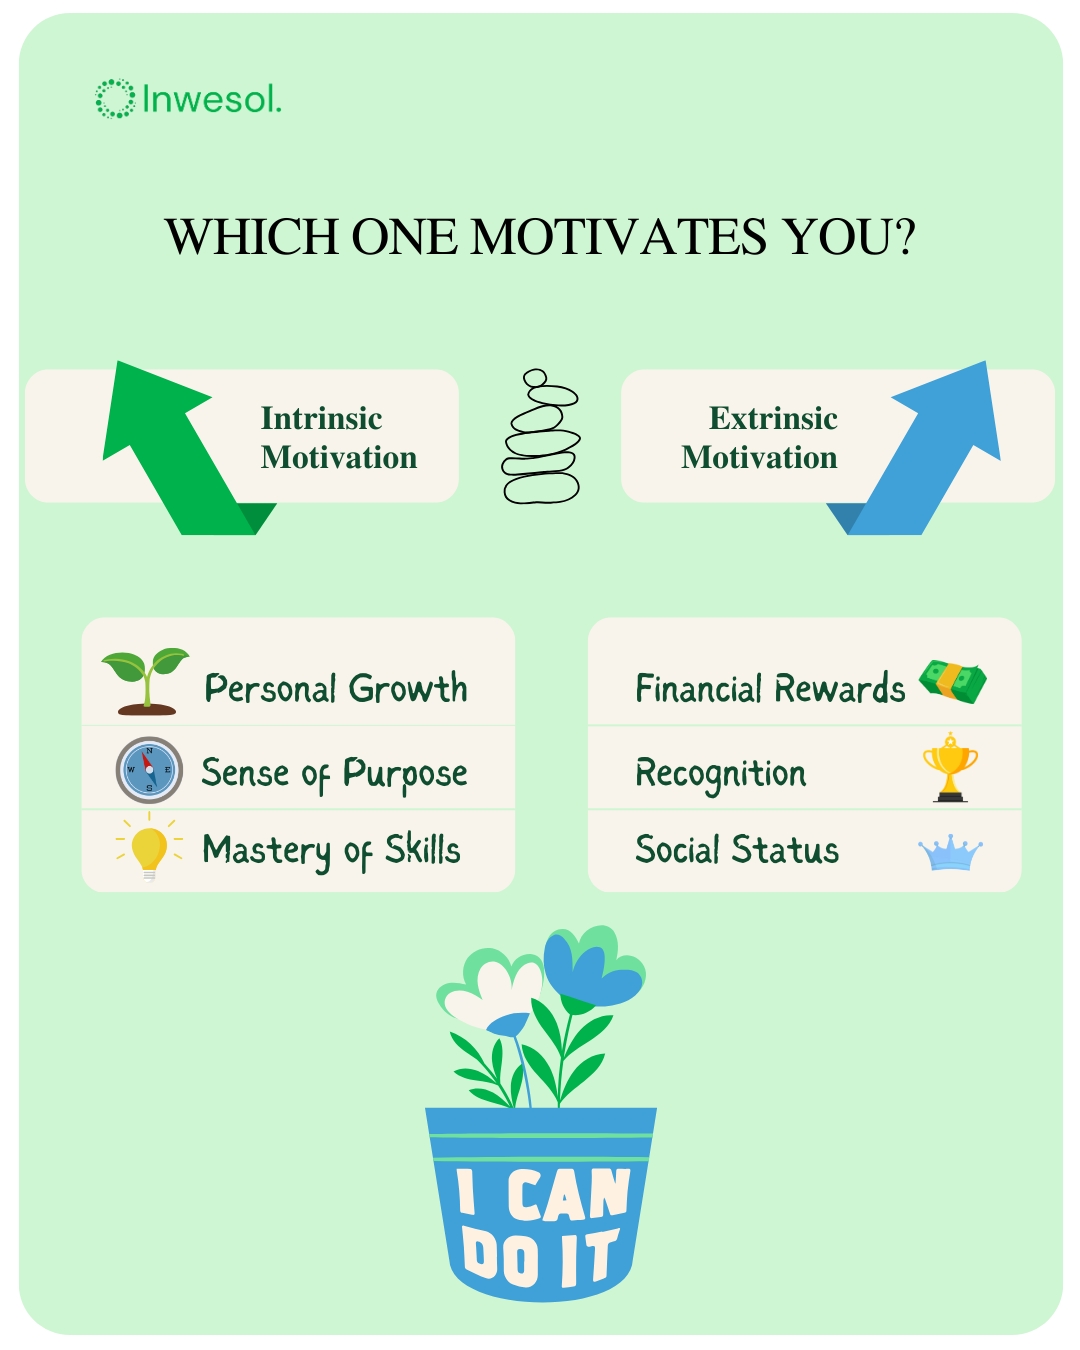 Inwesol.
WHICH ONE MOTIVATES YOU?
Intrinsic
Motivation
Extrinsic
Motivation
Personal Growth
Sense of Purpose
Mastery of Skills
Financial Rewards
Recognition
Social Status
N
W E
S
I CAN
DO IT